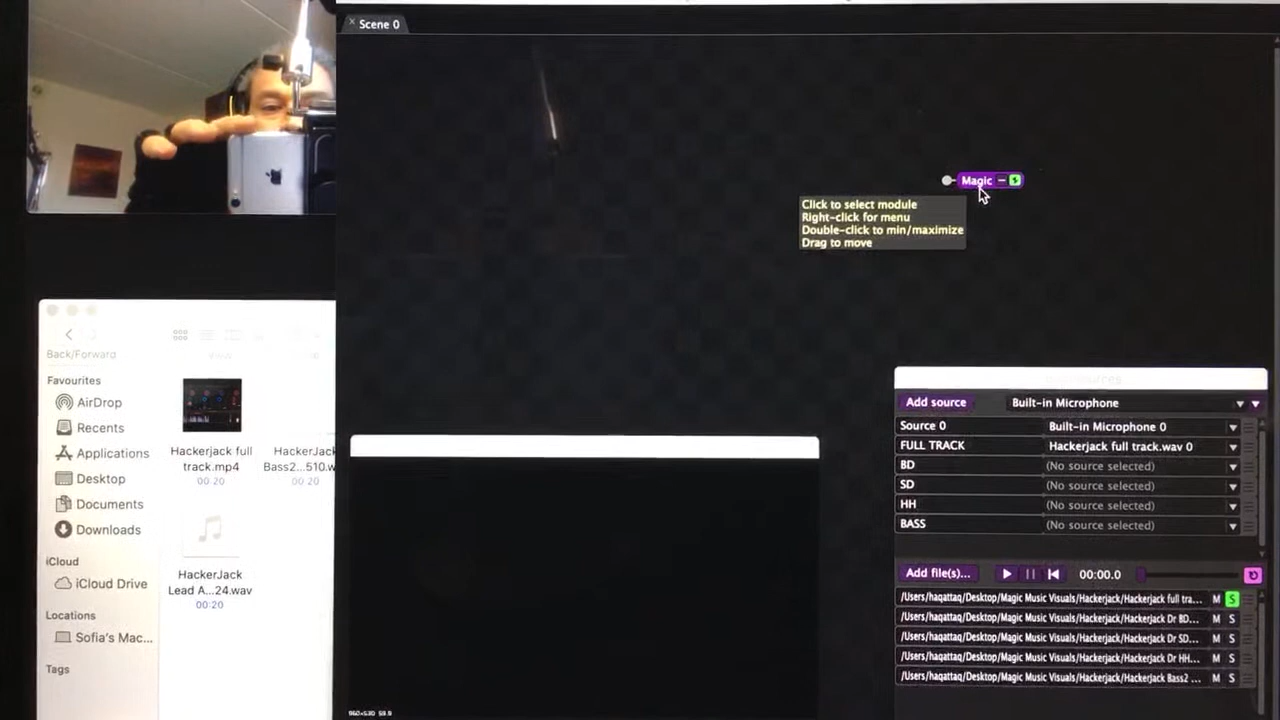 Scene 0
Magic
Click to select module
Right-click for menu
Double-click to min/maximize
Drag to move
Back/Forward
Favourites
AirDrop
Recents
Applications
Desktop
Documents
Downloads
iCloud
iCloud Drive
Locations
Sofia's Mac...
Tags
Hackerjack full
track.mp4
00:20
HackerJack
Bass2...510.w
00:20
HackerJack
Lead A...24.wav
00:20
Add source
Built-in Microphone
Source 0 Built-in Microphone 0
FULL TRACK Hackerjack full track.wav 0
BD (No source selected)
SD (No source selected)
HH (No source selected)
BASS (No source selected)
Add file(s)... 00:00.0
/Users/haqattaq/Desktop/Magic Music Visuals/Hackerjack/Hackerjack full tra... M S
/Users/haqattaq/Desktop/Magic Music Visuals/Hackerjack/Hackerjack Dr BD... M S
/Users/haqattaq/Desktop/Magic Music Visuals/Hackerjack/Hackerjack Dr SD... M S
/Users/haqattaq/Desktop/Magic Music Visuals/Hackerjack/Hackerjack Dr HH... M S
/Users/haqattaq/Desktop/Magic Music Visuals/Hackerjack/Hackerjack Bass2 ... M S